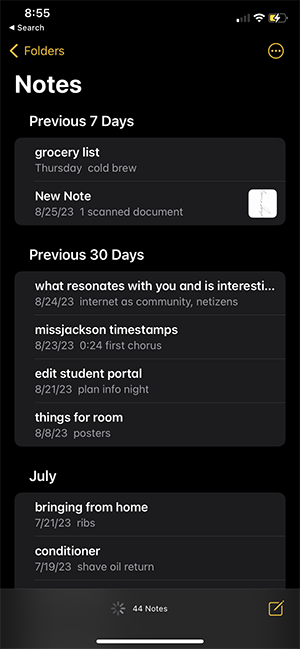 8:55
Search
Folders
Notes
Previous 7 Days
grocery list
Thursday cold brew
New Note
8/25/23 1 scanned document
Previous 30 Days
what resonates with you and is interesti...
8/24/23 internet as community, netizens
missjackson timestamps
8/23/23 0:24 first chorus
edit student portal
8/21/23 plan info night
things for room
8/8/23 posters
July
bringing from home
7/21/23 ribs
conditioner
7/19/23 shave oil return
44 Notes